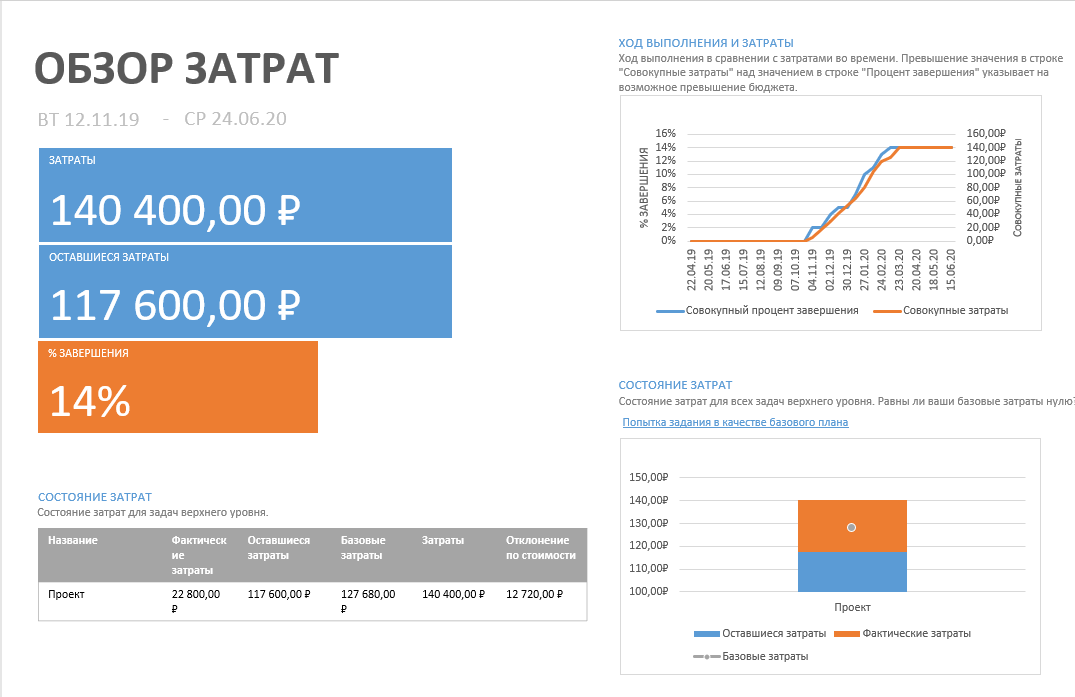 ОБЗОР ЗАТРАТ
ВТ 12.11.19 - СР 24.06.20
ЗАТРАТЫ
140 400,00 ₽
ОСТАВШИЕСЯ ЗАТРАТЫ
117 600,00 ₽
% ЗАВЕРШЕНИЯ
14%
СОСТОЯНИЕ ЗАТРАТ
Состояние затрат для задач верхнего уровня.
Название Фактическ Оставшиеся Базовые Затраты Отклонение
ие затраты затраты по стоимости
затраты
Проект 22 800,00 117 600,00 ₽ 127 680,00 140 400,00 ₽ 12 720,00 ₽
₽ ₽
ХОД ВЫПОЛНЕНИЯ И ЗАТРАТЫ
Ход выполнения в сравнении с затратами во времени. Превышение значения в строке
"Совокупные затраты" над значением в строке "Процент завершения" указывает на
возможное превышение бюджета.
% ЗАВЕРШЕНИЯ
16%
14%
12%
10%
8%
6%
4%
2%
0%
160,00₽
140,00₽
120,00₽
100,00₽
80,00₽
60,00₽
40,00₽
20,00₽
0,00₽
Совокупные затраты
22.04.19
20.05.19
17.06.19
15.07.19
12.08.19
09.09.19
07.10.19
04.11.19
02.12.19
30.12.19
27.01.20
24.02.20
23.03.20
20.04.20
18.05.20
15.06.20
Совокупный процент завершения Совокупные затраты
СОСТОЯНИЕ ЗАТРАТ
Состояние затрат для всех задач верхнего уровня. Равны ли ваши базовые затраты нулю?
Попытка задания в качестве базового плана
150,00₽
140,00₽
130,00₽
120,00₽
110,00₽
100,00₽
Проект
Оставшиеся затраты Фактические затраты
Базовые затраты